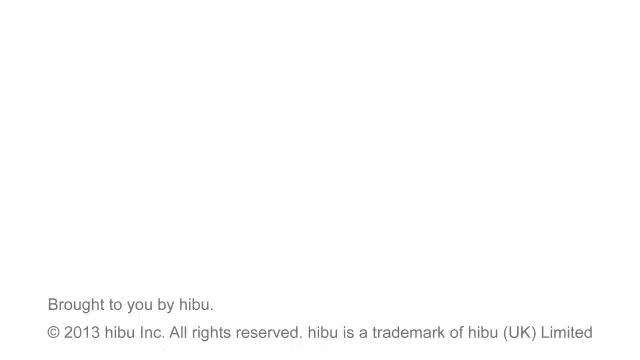 Brought to you by hibu.
© 2013 hibu Inc. All rights reserved. hibu is a trademark of hibu (UK) Limited